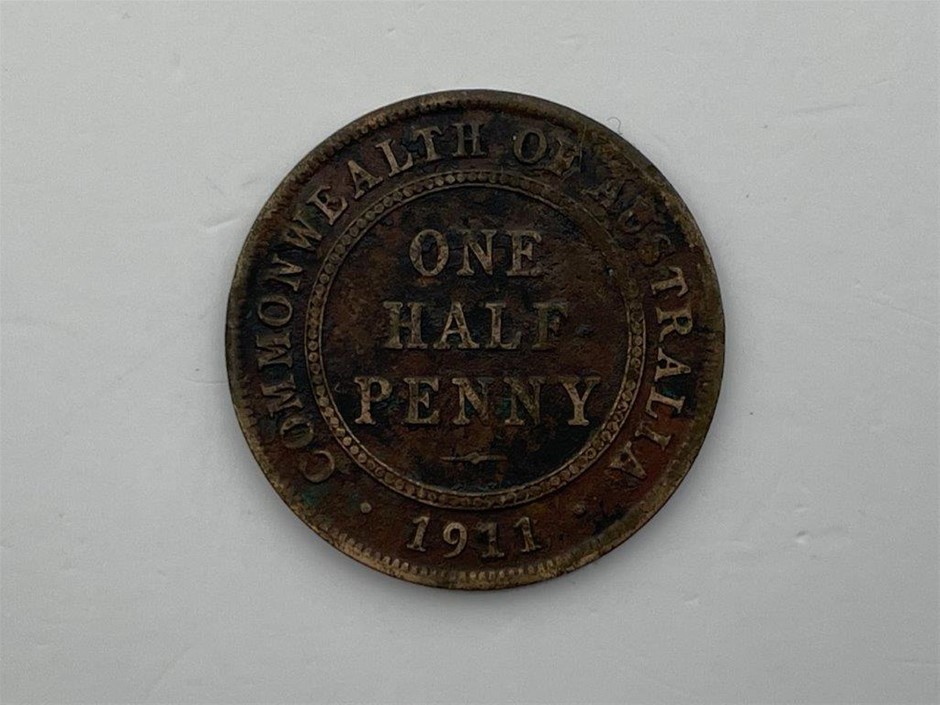 COMMONWEALTH OF AUSTRALIA
ONE
HALF
PENNY
· 1911 ·